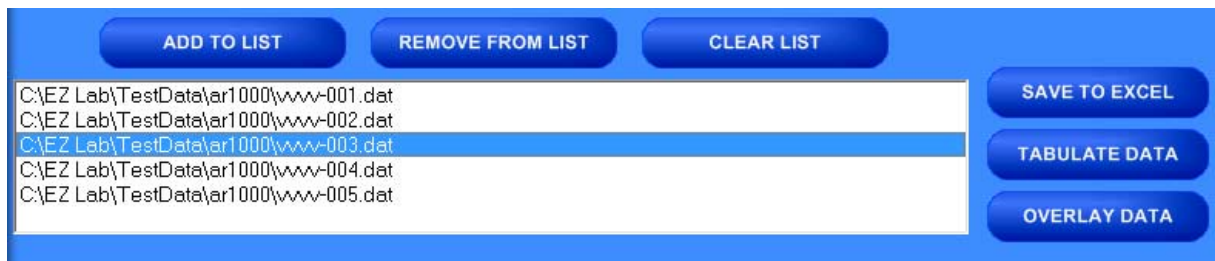 ADD TO LIST
REMOVE FROM LIST
CLEAR LIST
C:\EZ Lab\TestData\ar1000\vvvv-001.dat
C:\EZ Lab\TestData\ar1000\vvvv-002.dat
C:\EZ Lab\TestData\ar1000\vvvv-003.dat
C:\EZ Lab\TestData\ar1000\vvvv-004.dat
C:\EZ Lab\TestData\ar1000\vvvv-005.dat
SAVE TO EXCEL
TABULATE DATA
OVERLAY DATA